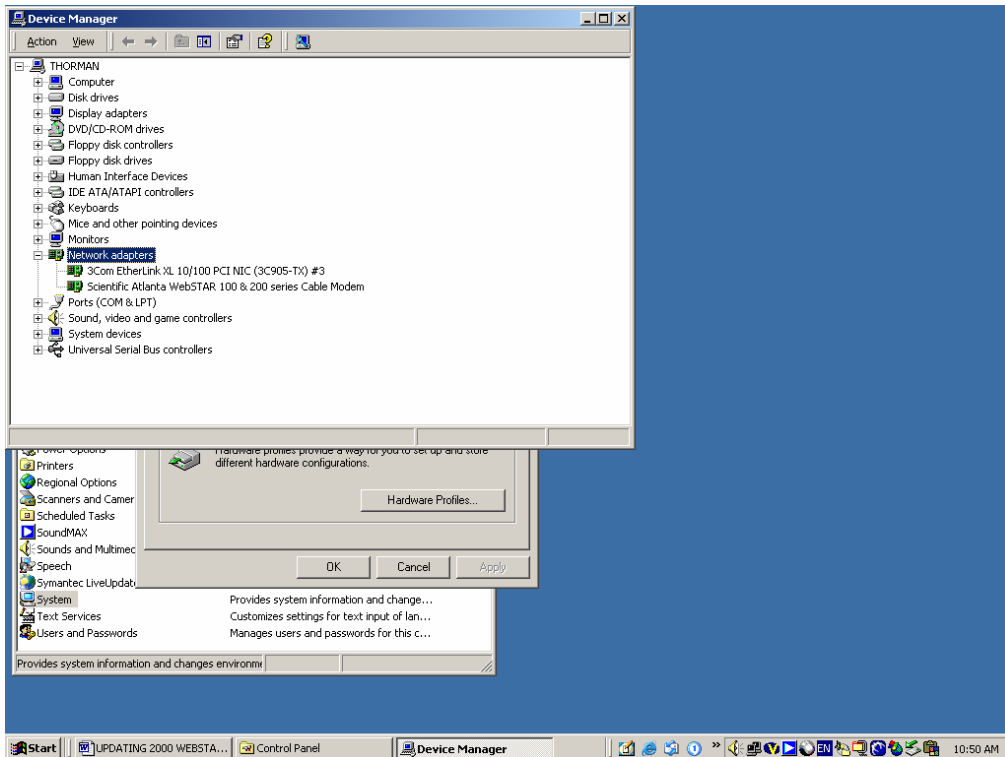 Device Manager
Action View
THORMAN
Computer
Disk drives
Display adapters
DVD/CD-ROM drives
Floppy disk controllers
Floppy disk drives
Human Interface Devices
IDE ATA/ATAPI controllers
Keyboards
Mice and other pointing devices
Monitors
Network adapters
3Com EtherLink XL 10/100 PCI NIC (3C905-TX) #3
Scientific Atlanta WebSTAR 100 & 200 series Cable Modem
Ports (COM & LPT)
Sound, video and game controllers
System devices
Universal Serial Bus controllers
Power Options
Printers
Regional Options
Scanners and Camer
Scheduled Tasks
SoundMAX
Sounds and Multimed
Speech
Symantec LiveUpdat
System Provides system information and change...
Text Services Customizes settings for text input of lan...
Users and Passwords Manages users and passwords for this c...
Provides system information and changes environme
Hardware profiles provide a way for you to set up and store
different hardware configurations.
Hardware Profiles...
OK Cancel Apply
Start UPDATING 2000 WEBSTA... Control Panel Device Manager EN 10:50 AM